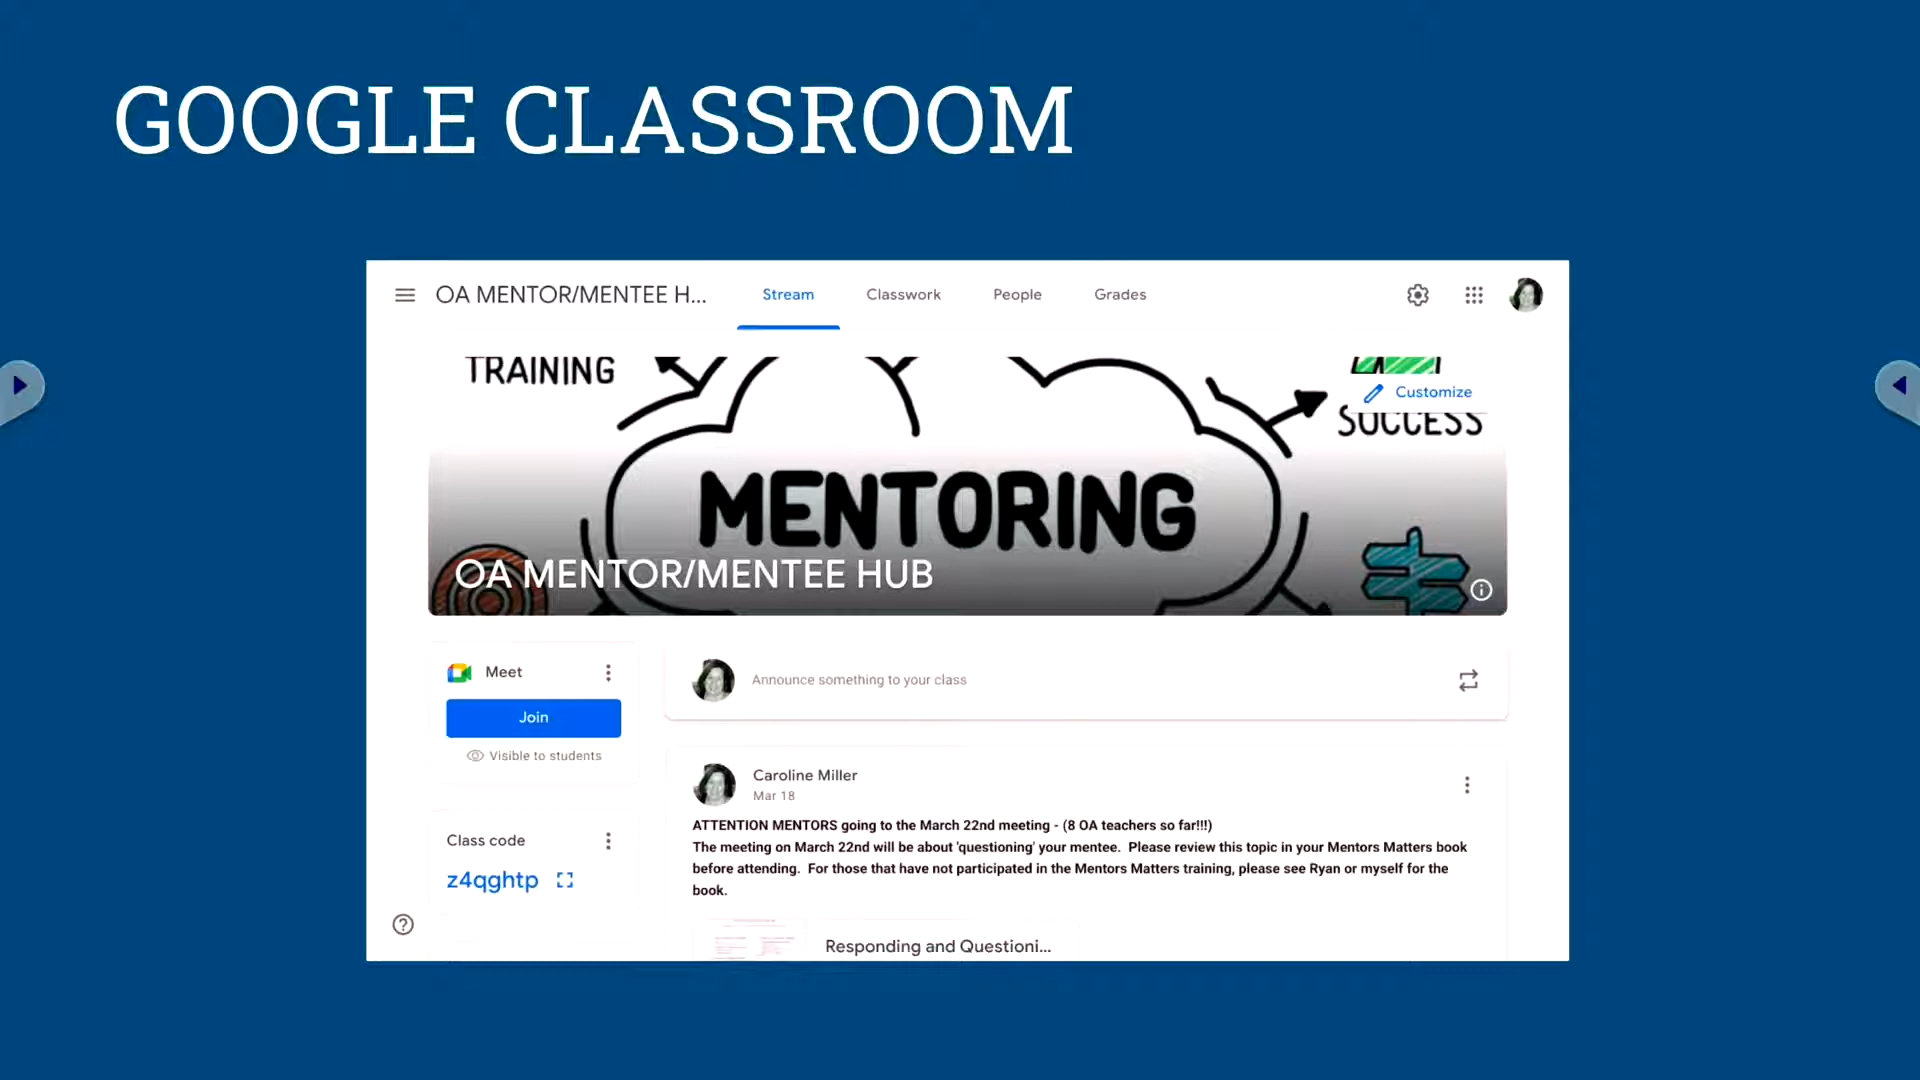 GOOGLE CLASSROOM
OA MENTOR/MENTEE H...
Stream
Classwork
People
Grades
TRAINING
Customize
SUCCESS
MENTORING
OA MENTOR/MENTEE HUB
Meet
Join
Visible to students
Class code
z4qghtp
Announce something to your class
Caroline Miller
Mar 18
ATTENTION MENTORS going to the March 22nd meeting - (8 OA teachers so far!!!)
The meeting on March 22nd will be about 'questioning' your mentee.  Please review this topic in your Mentors Matters book
before attending.  For those that have not participated in the Mentors Matters training, please see Ryan or myself for the
book.
Responding and Questioni...